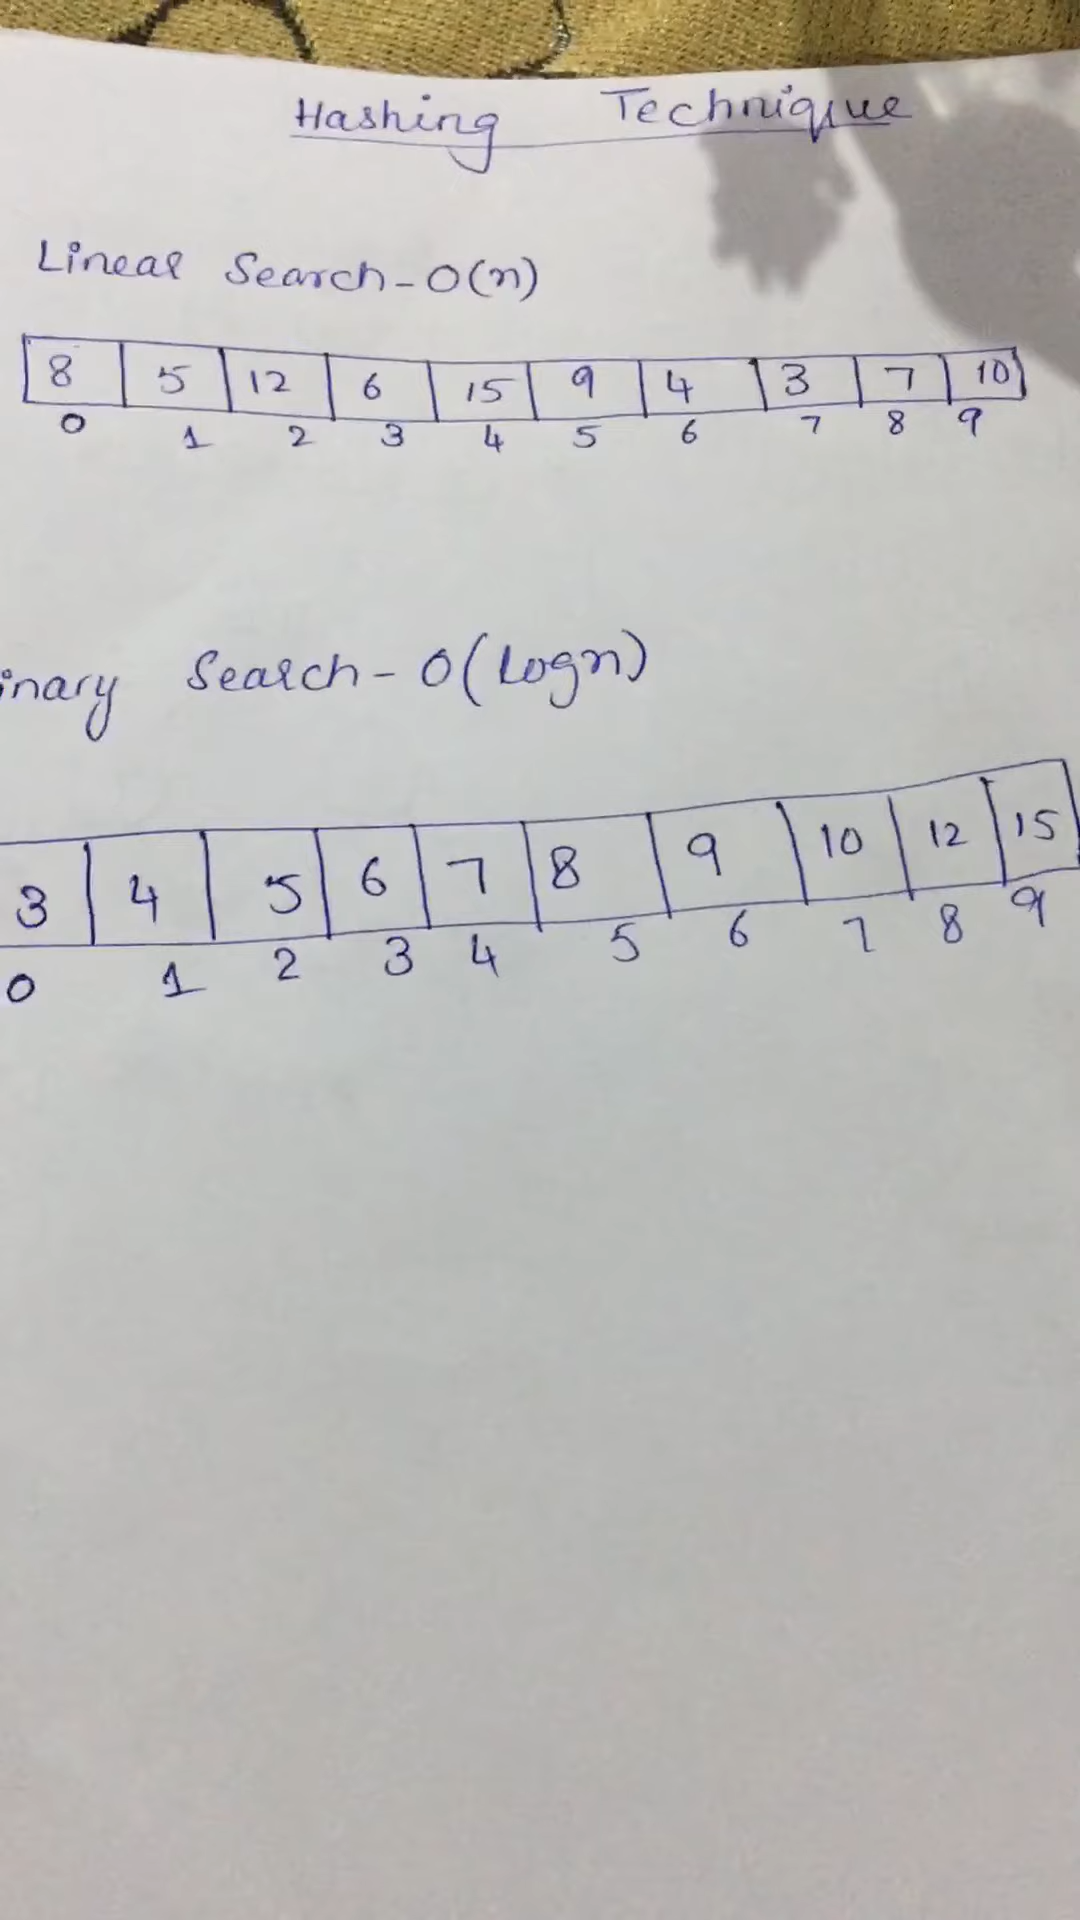 Hashing Technique
Linear Search - O(n)
8 5 12 6 15 9 4 3 7 10
0 1 2 3 4 5 6 7 8 9
inary Search - O(logn)
3 4 5 6 7 8 9 10 12 15
0 1 2 3 4 5 6 7 8 9